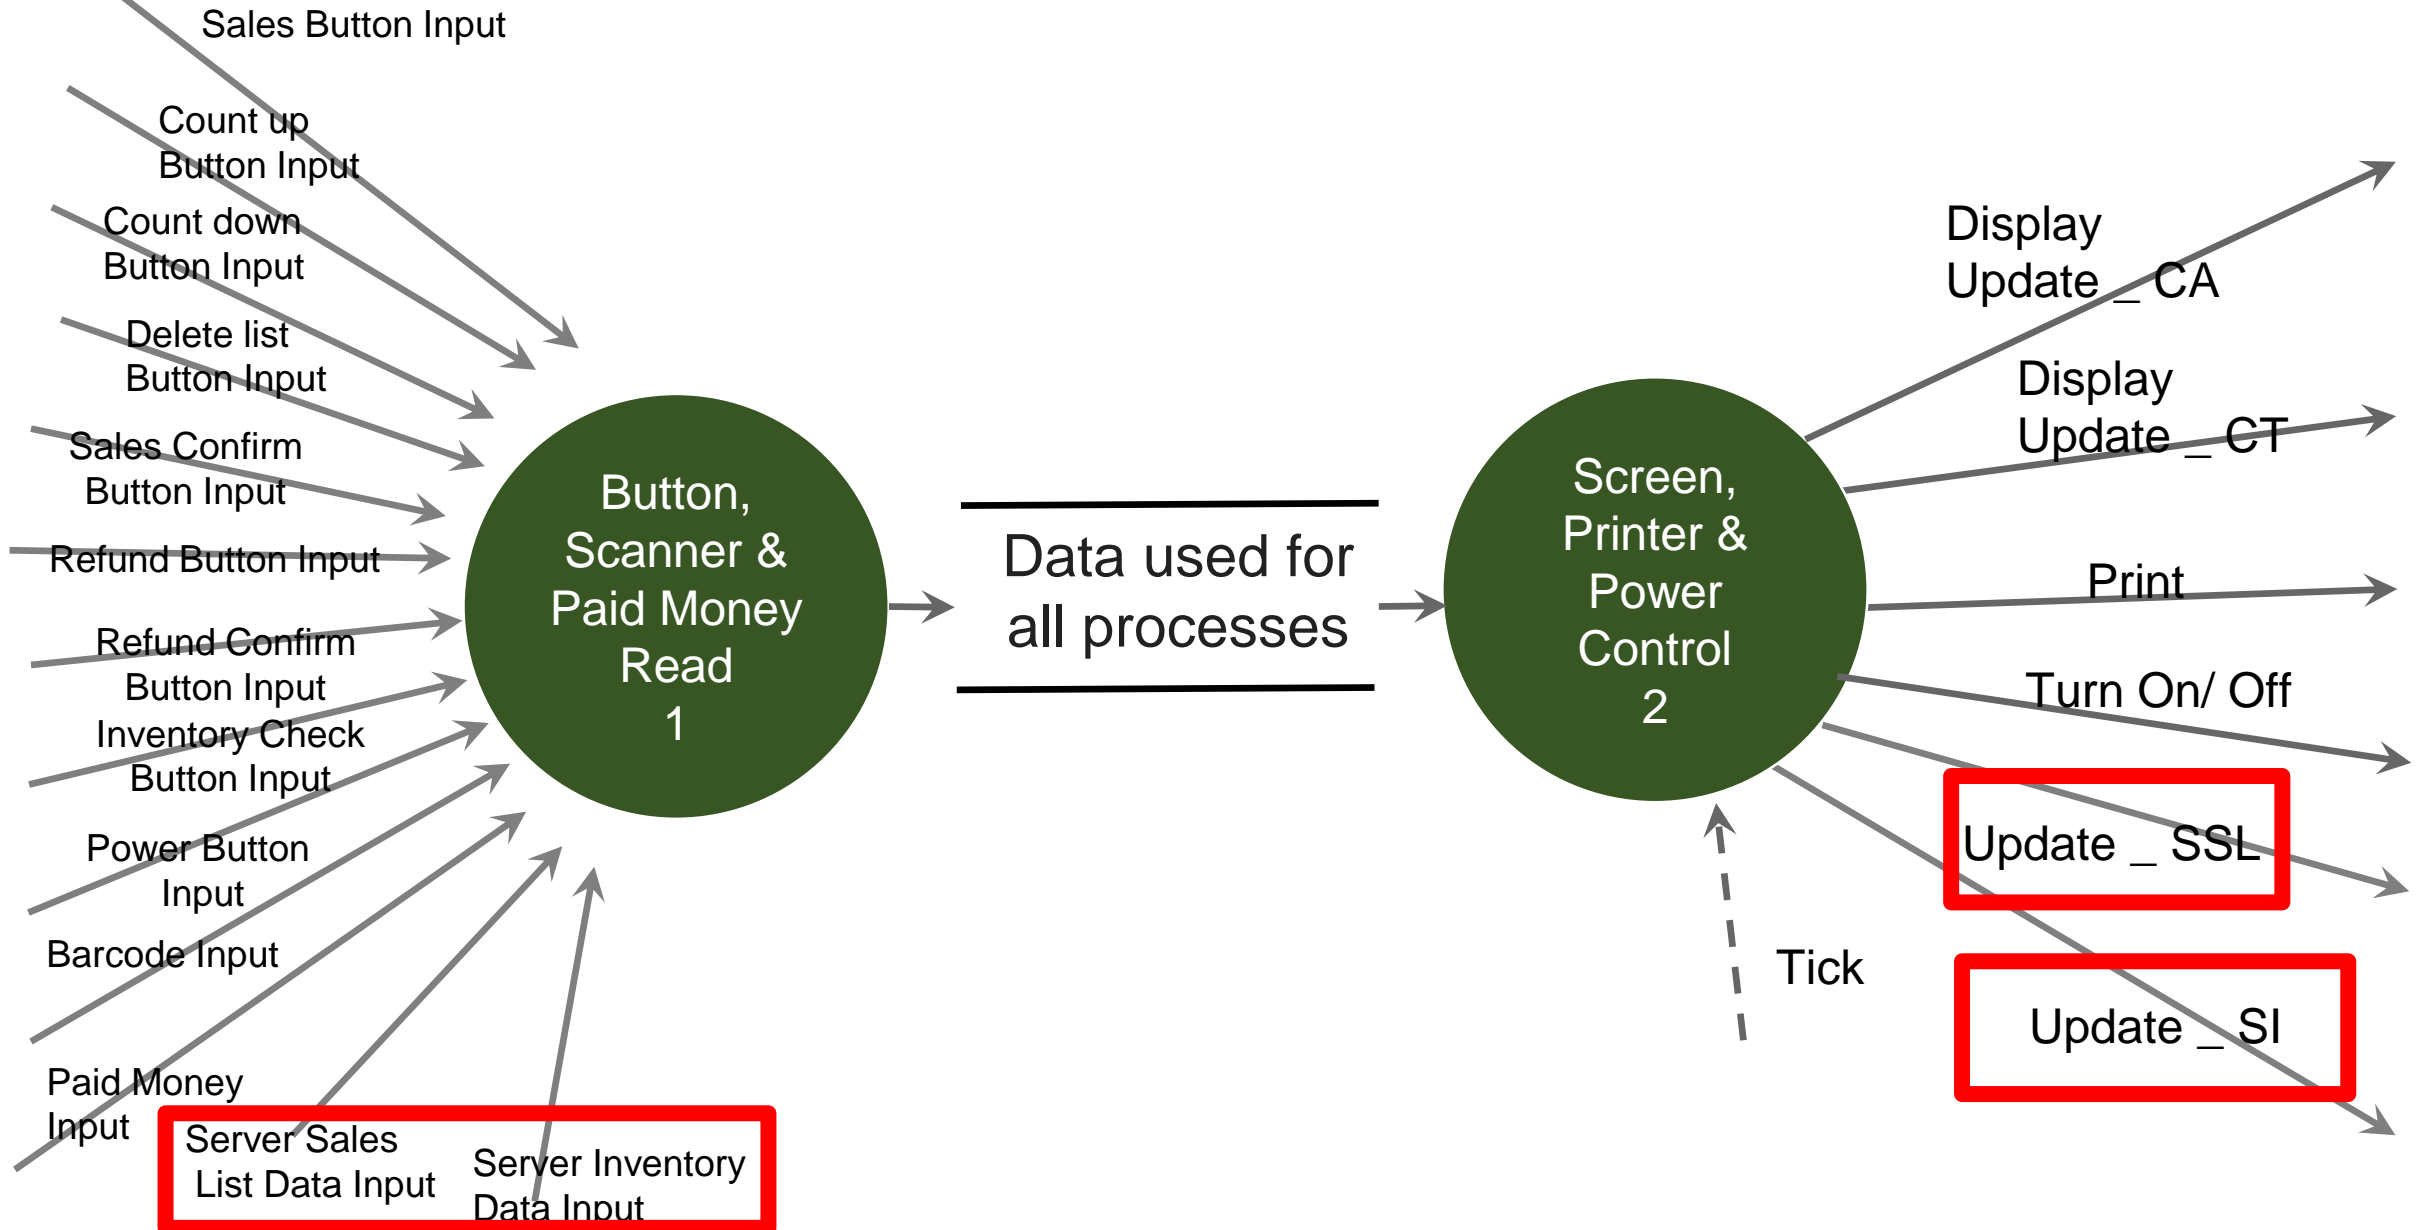 Sales Button Input
Count up
Button Input
Count down
Button Input
Delete list
Button Input
Sales Confirm
Button Input
Refund Button Input
Refund Confirm
Button Input
Inventory Check
Button Input
Power Button
Input
Barcode Input
Paid Money
Input
Server Sales
List Data Input
Server Inventory
Data Input
Button,
Scanner &
Paid Money
Read
1
Data used for
all processes
Screen,
Printer &
Power
Control
2
Tick
Display
Update _ CA
Display
Update _ CT
Print
Turn On/ Off
Update _ SSL
Update _ SI